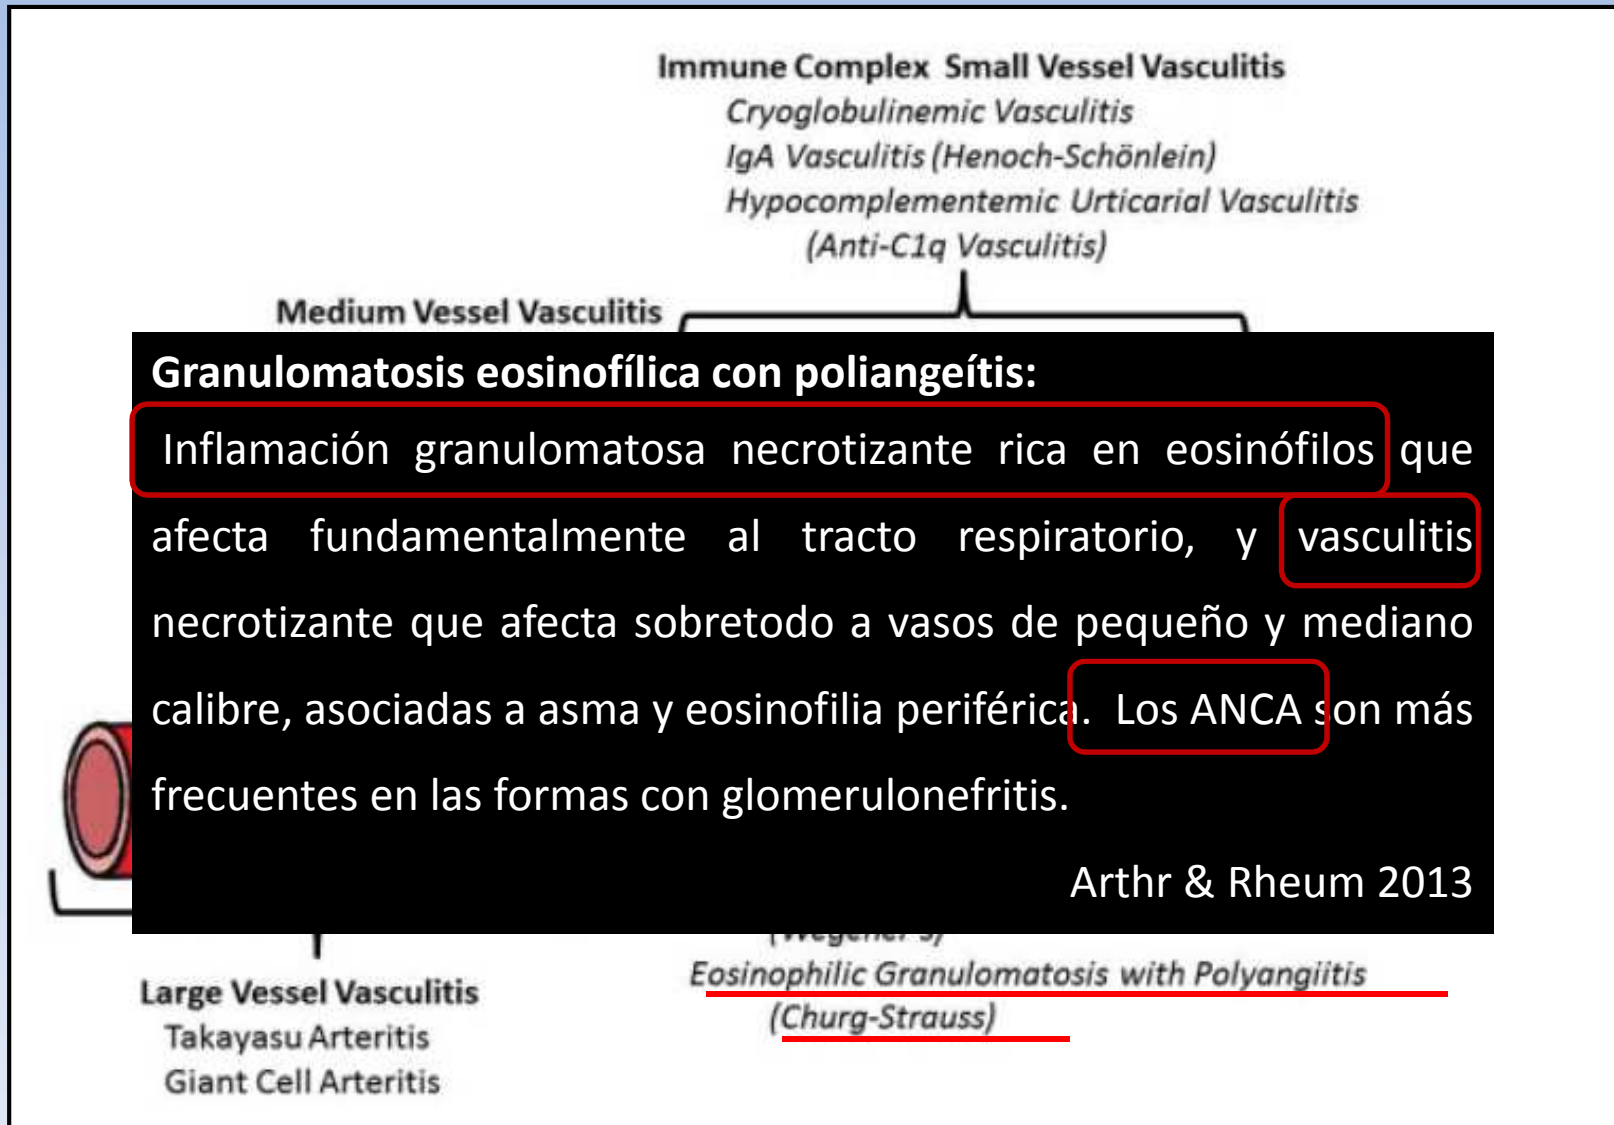 Immune Complex Small Vessel Vasculitis
Cryoglobulinemic Vasculitis
IgA Vasculitis (Henoch-Schönlein)
Hypocomplementemic Urticarial Vasculitis
(Anti-C1q Vasculitis)
Medium Vessel Vasculitis
Granulomatosis eosinofílica con poliangeítis:
Inflamación granulomatosa necrotizante rica en eosinófilos que
afecta fundamentalmente al tracto respiratorio, y vasculitis
necrotizante que afecta sobretodo a vasos de pequeño y mediano
calibre, asociadas a asma y eosinofilia periférica. Los ANCA son más
frecuentes en las formas con glomerulonefritis.
Arthr & Rheum 2013
(Wegener's)
Eosinophilic Granulomatosis with Polyangiitis
(Churg-Strauss)
Large Vessel Vasculitis
Takayasu Arteritis
Giant Cell Arteritis